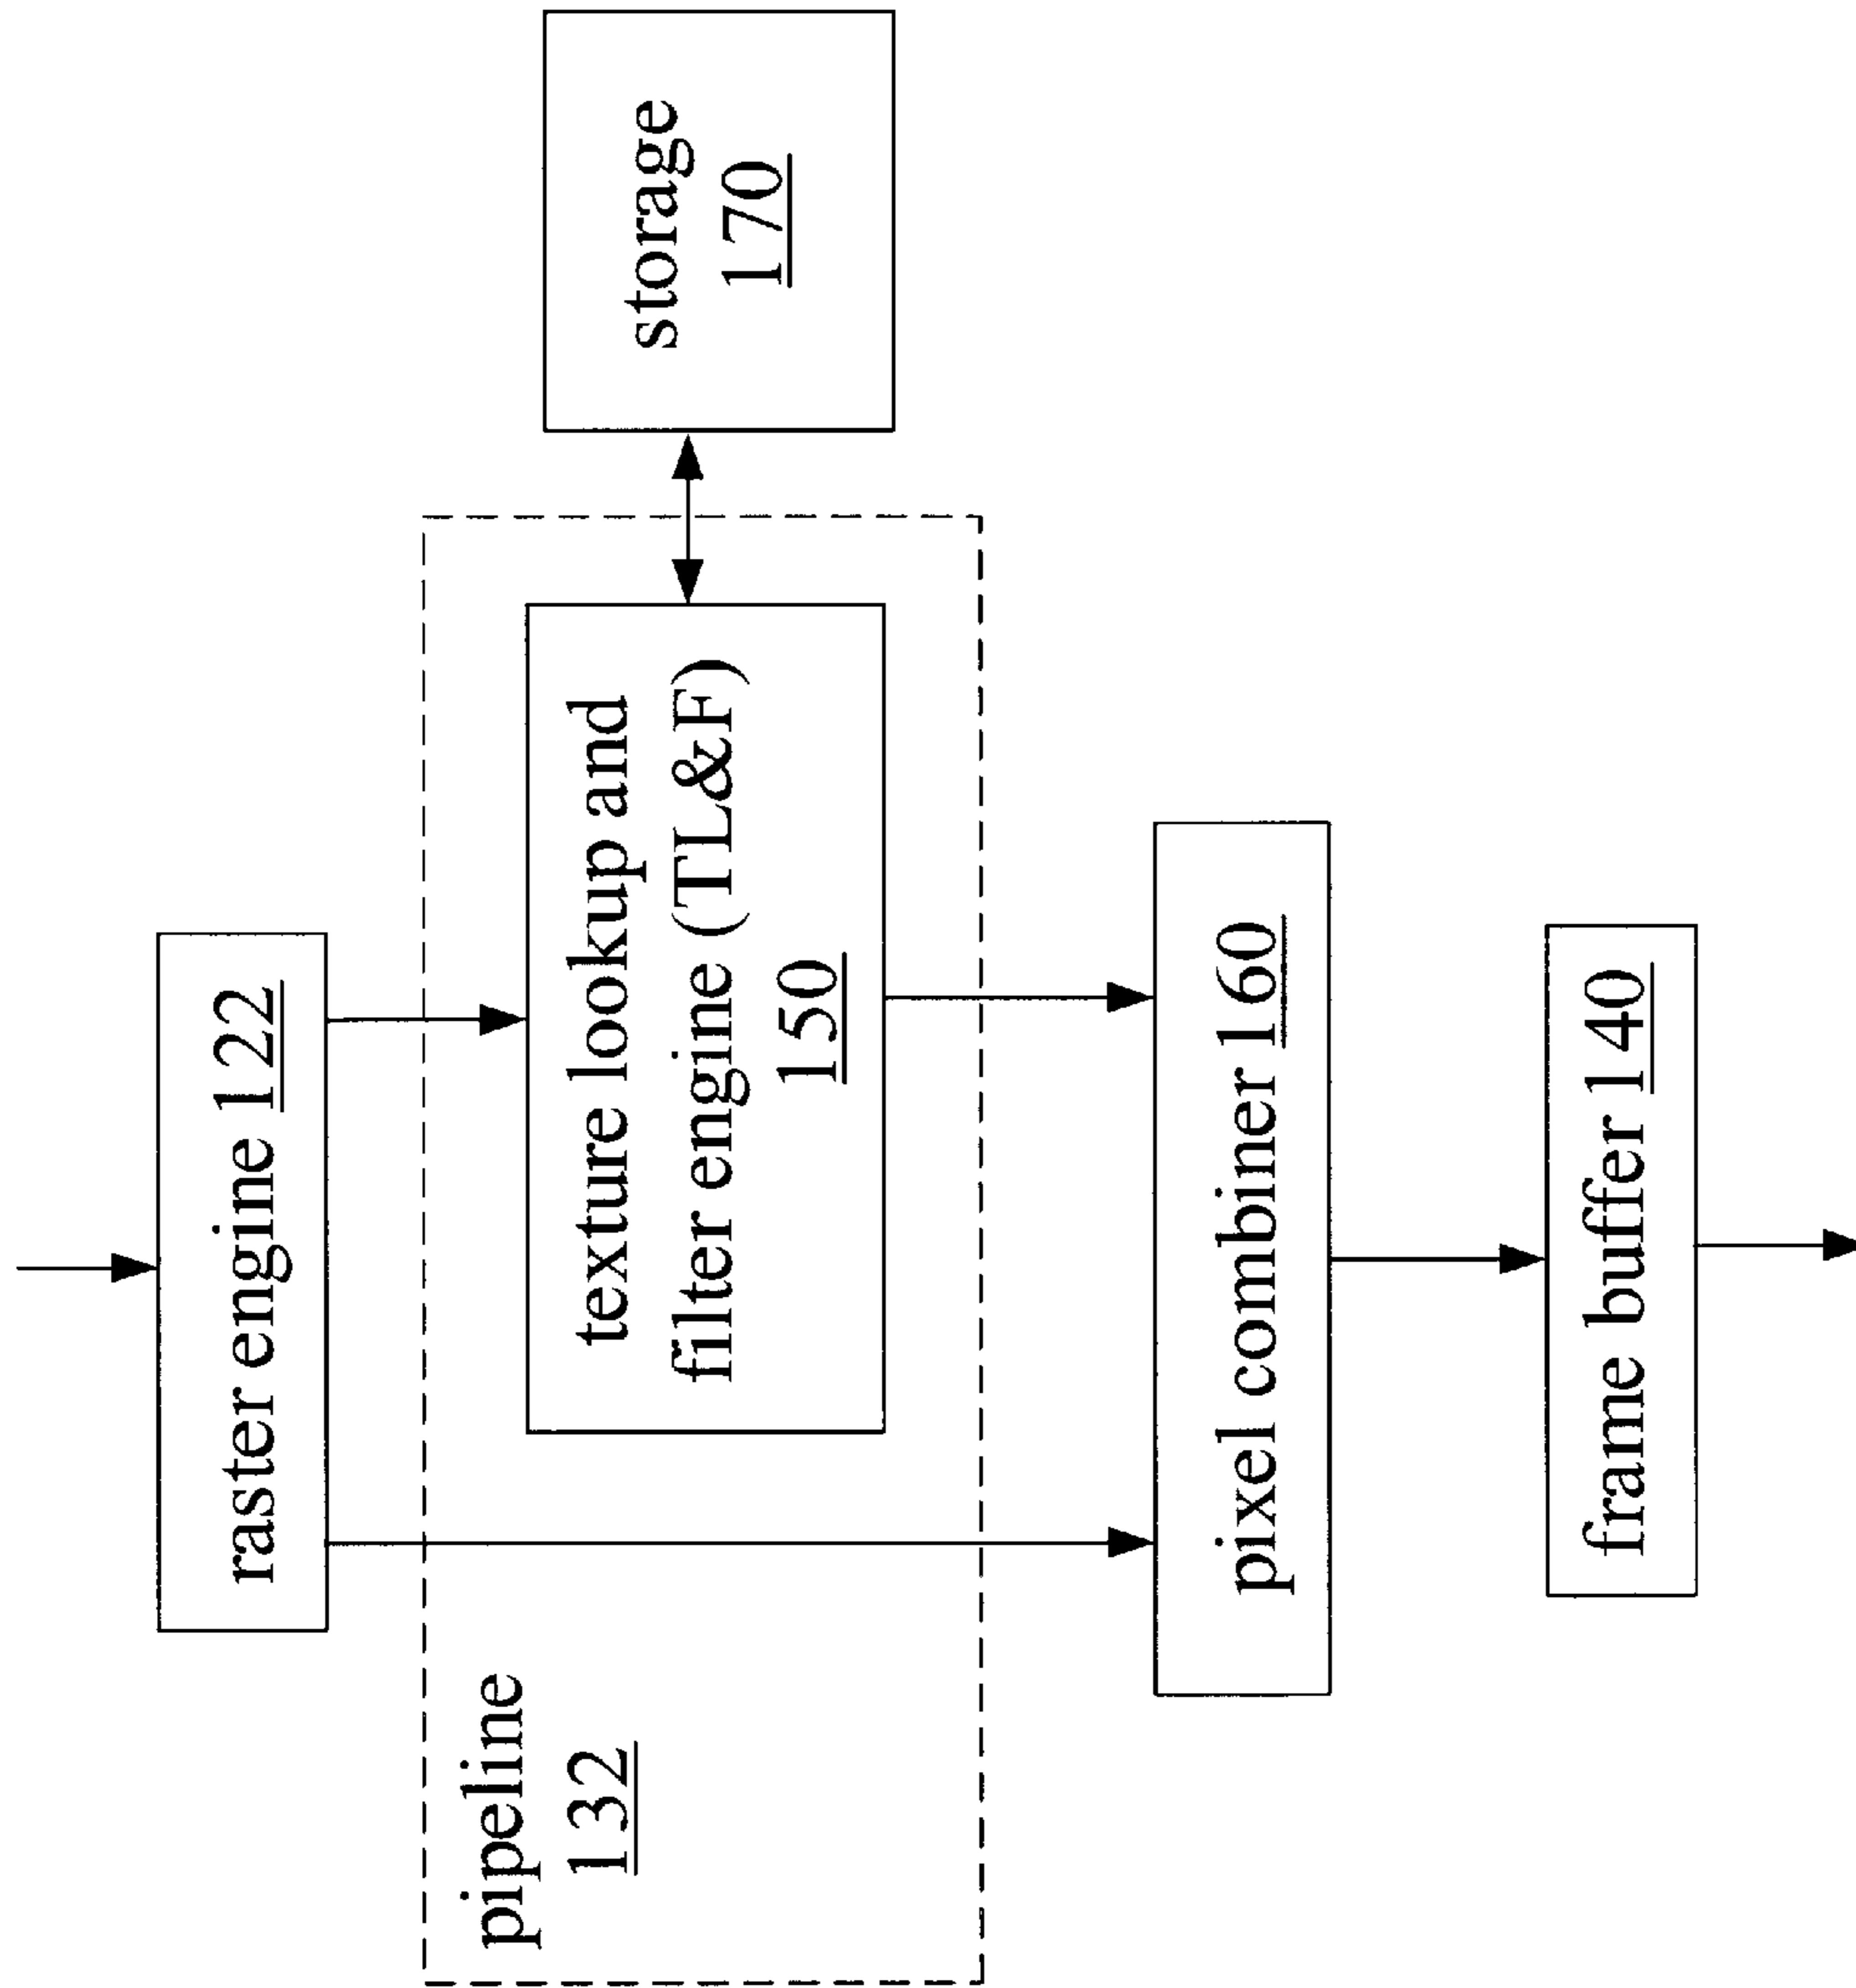 raster engine 122
pipeline
132
texture lookup and
filter engine (TL&F)
150
storage
170
pixel combiner 160
frame buffer 140